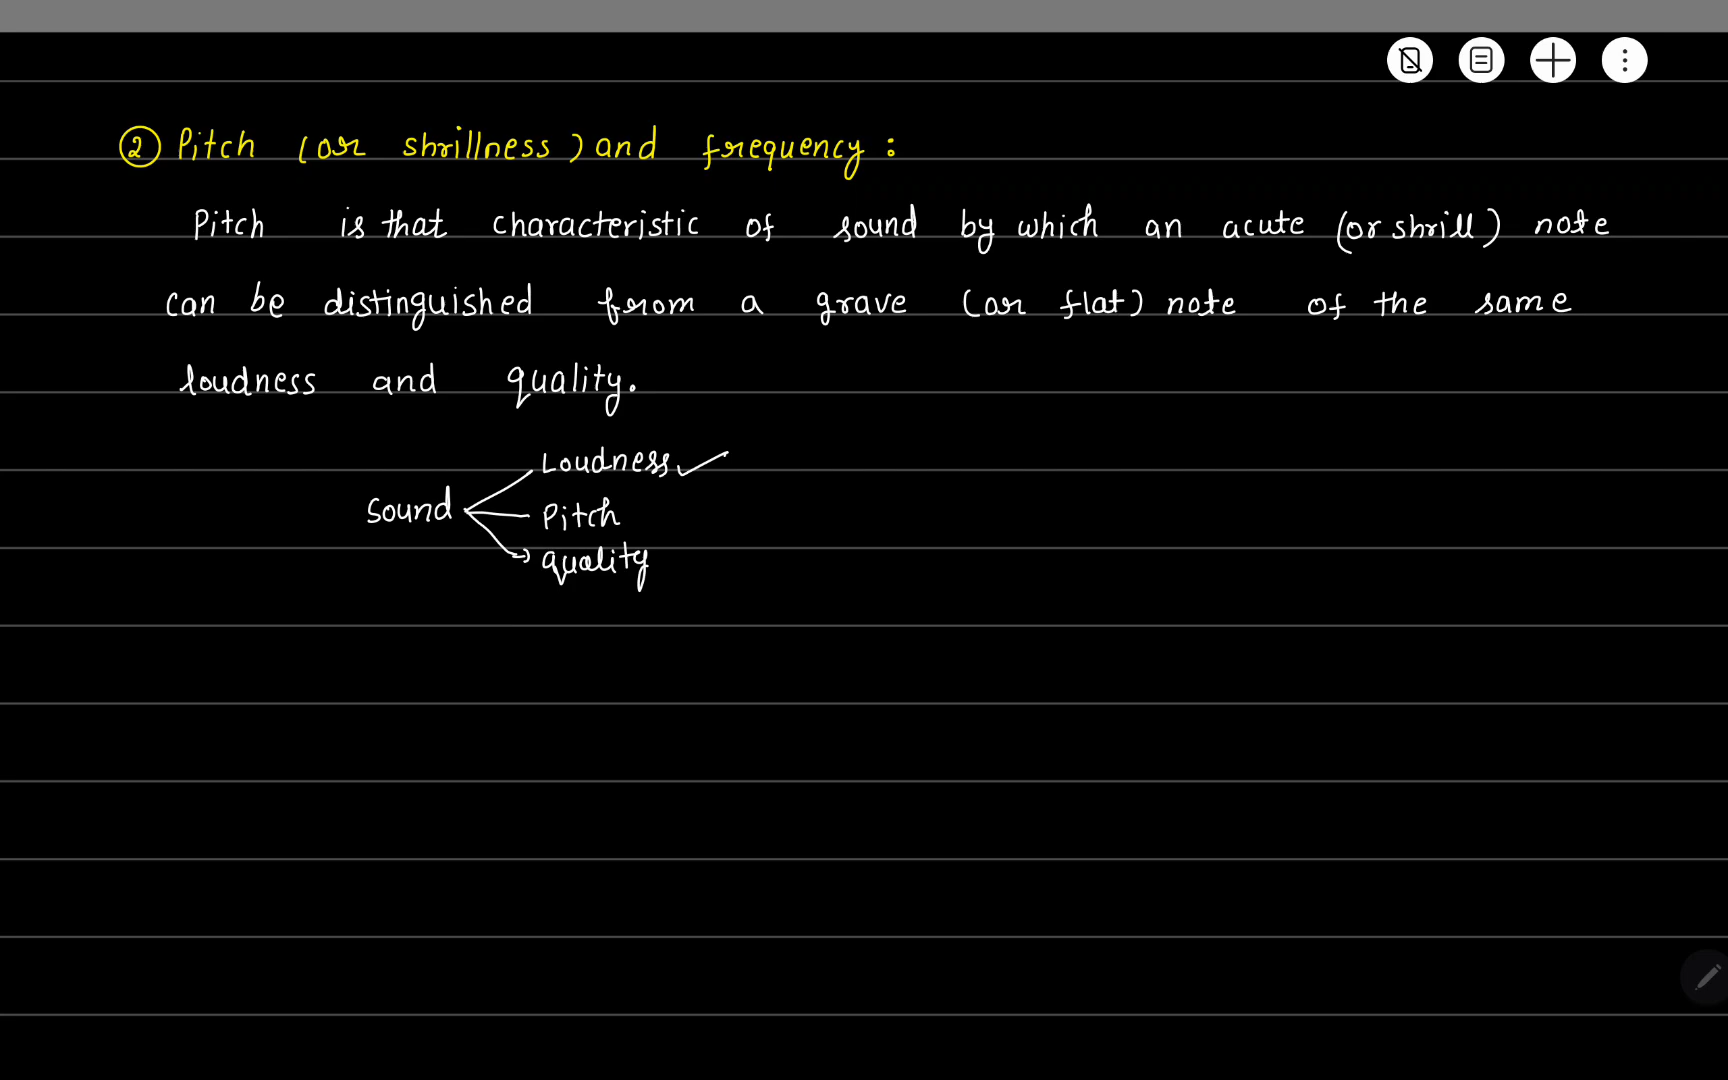 ② Pitch (or shrillness) and frequency :
Pitch is that characteristic of sound by which an acute (or shrill) note
can be distinguished from a grave (or flat) note of the same
loudness and quality.
Loudness ✓
Sound
Pitch
quality